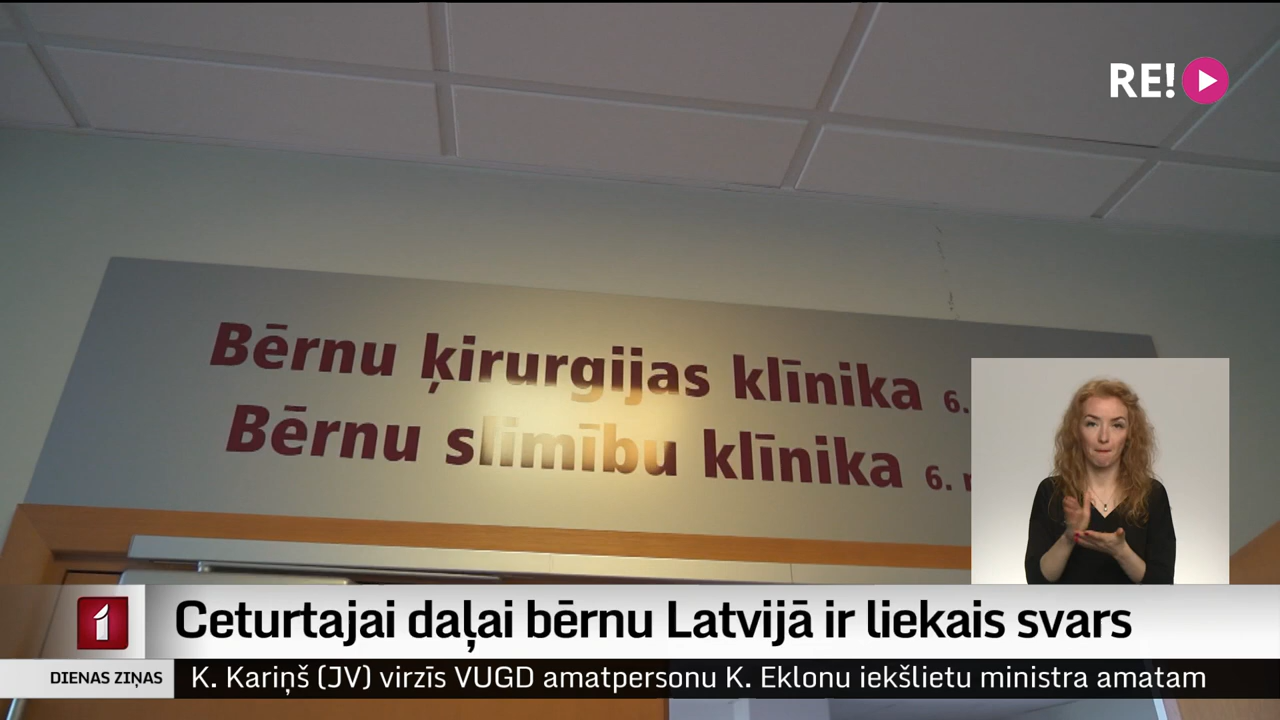 RE!
Bērnu ķirurgijas klīnika 6.
Bērnu slimību klīnika 6.
1
Ceturtajai daļai bērnu Latvijā ir liekais svars
DIENAS ZIŅAS
K. Kariņš (JV) virzīs VUGD amatpersonu K. Eklonu iekšlietu ministra amatam